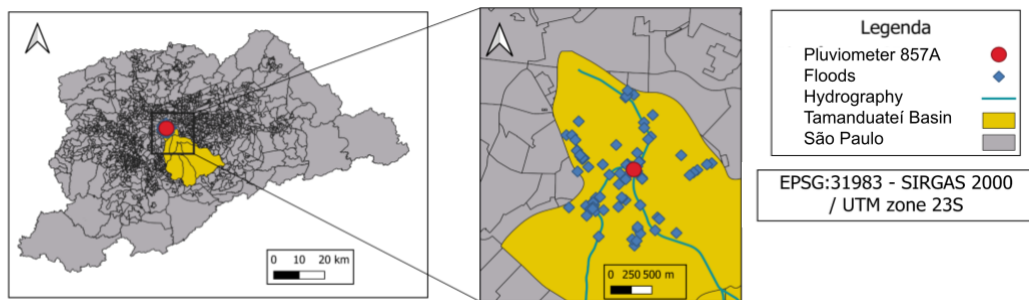 0 10 20 km
0 250 500 m
Legenda
Pluviometer 857A
Floods
Hydrography
Tamanduateí Basin
São Paulo
EPSG:31983 - SIRGAS 2000
/ UTM zone 23S